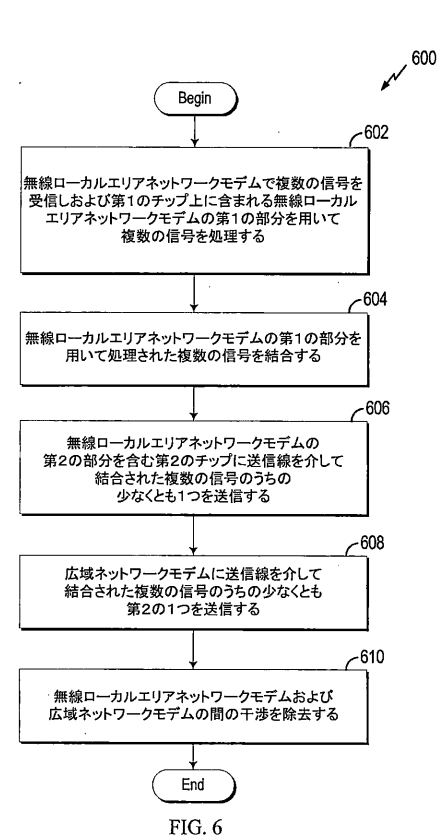 600
Begin
602
無線ローカルエリアネットワークモデムで複数の信号を
受信しおよび第1のチップ上に含まれる無線ローカル
エリアネットワークモデムの第1の部分を用いて
複数の信号を処理する
604
無線ローカルエリアネットワークモデムの第1の部分を
用いて処理された複数の信号を結合する
606
無線ローカルエリアネットワークモデムの
第2の部分を含む第2のチップに送信線を介して
結合された複数の信号のうちの
少なくとも1つを送信する
608
広域ネットワークモデムに送信線を介して
結合された複数の信号のうちの少なくとも
第2の1つを送信する
610
無線ローカルエリアネットワークモデムおよび
広域ネットワークモデムの間の干渉を除去する
End
FIG. 6